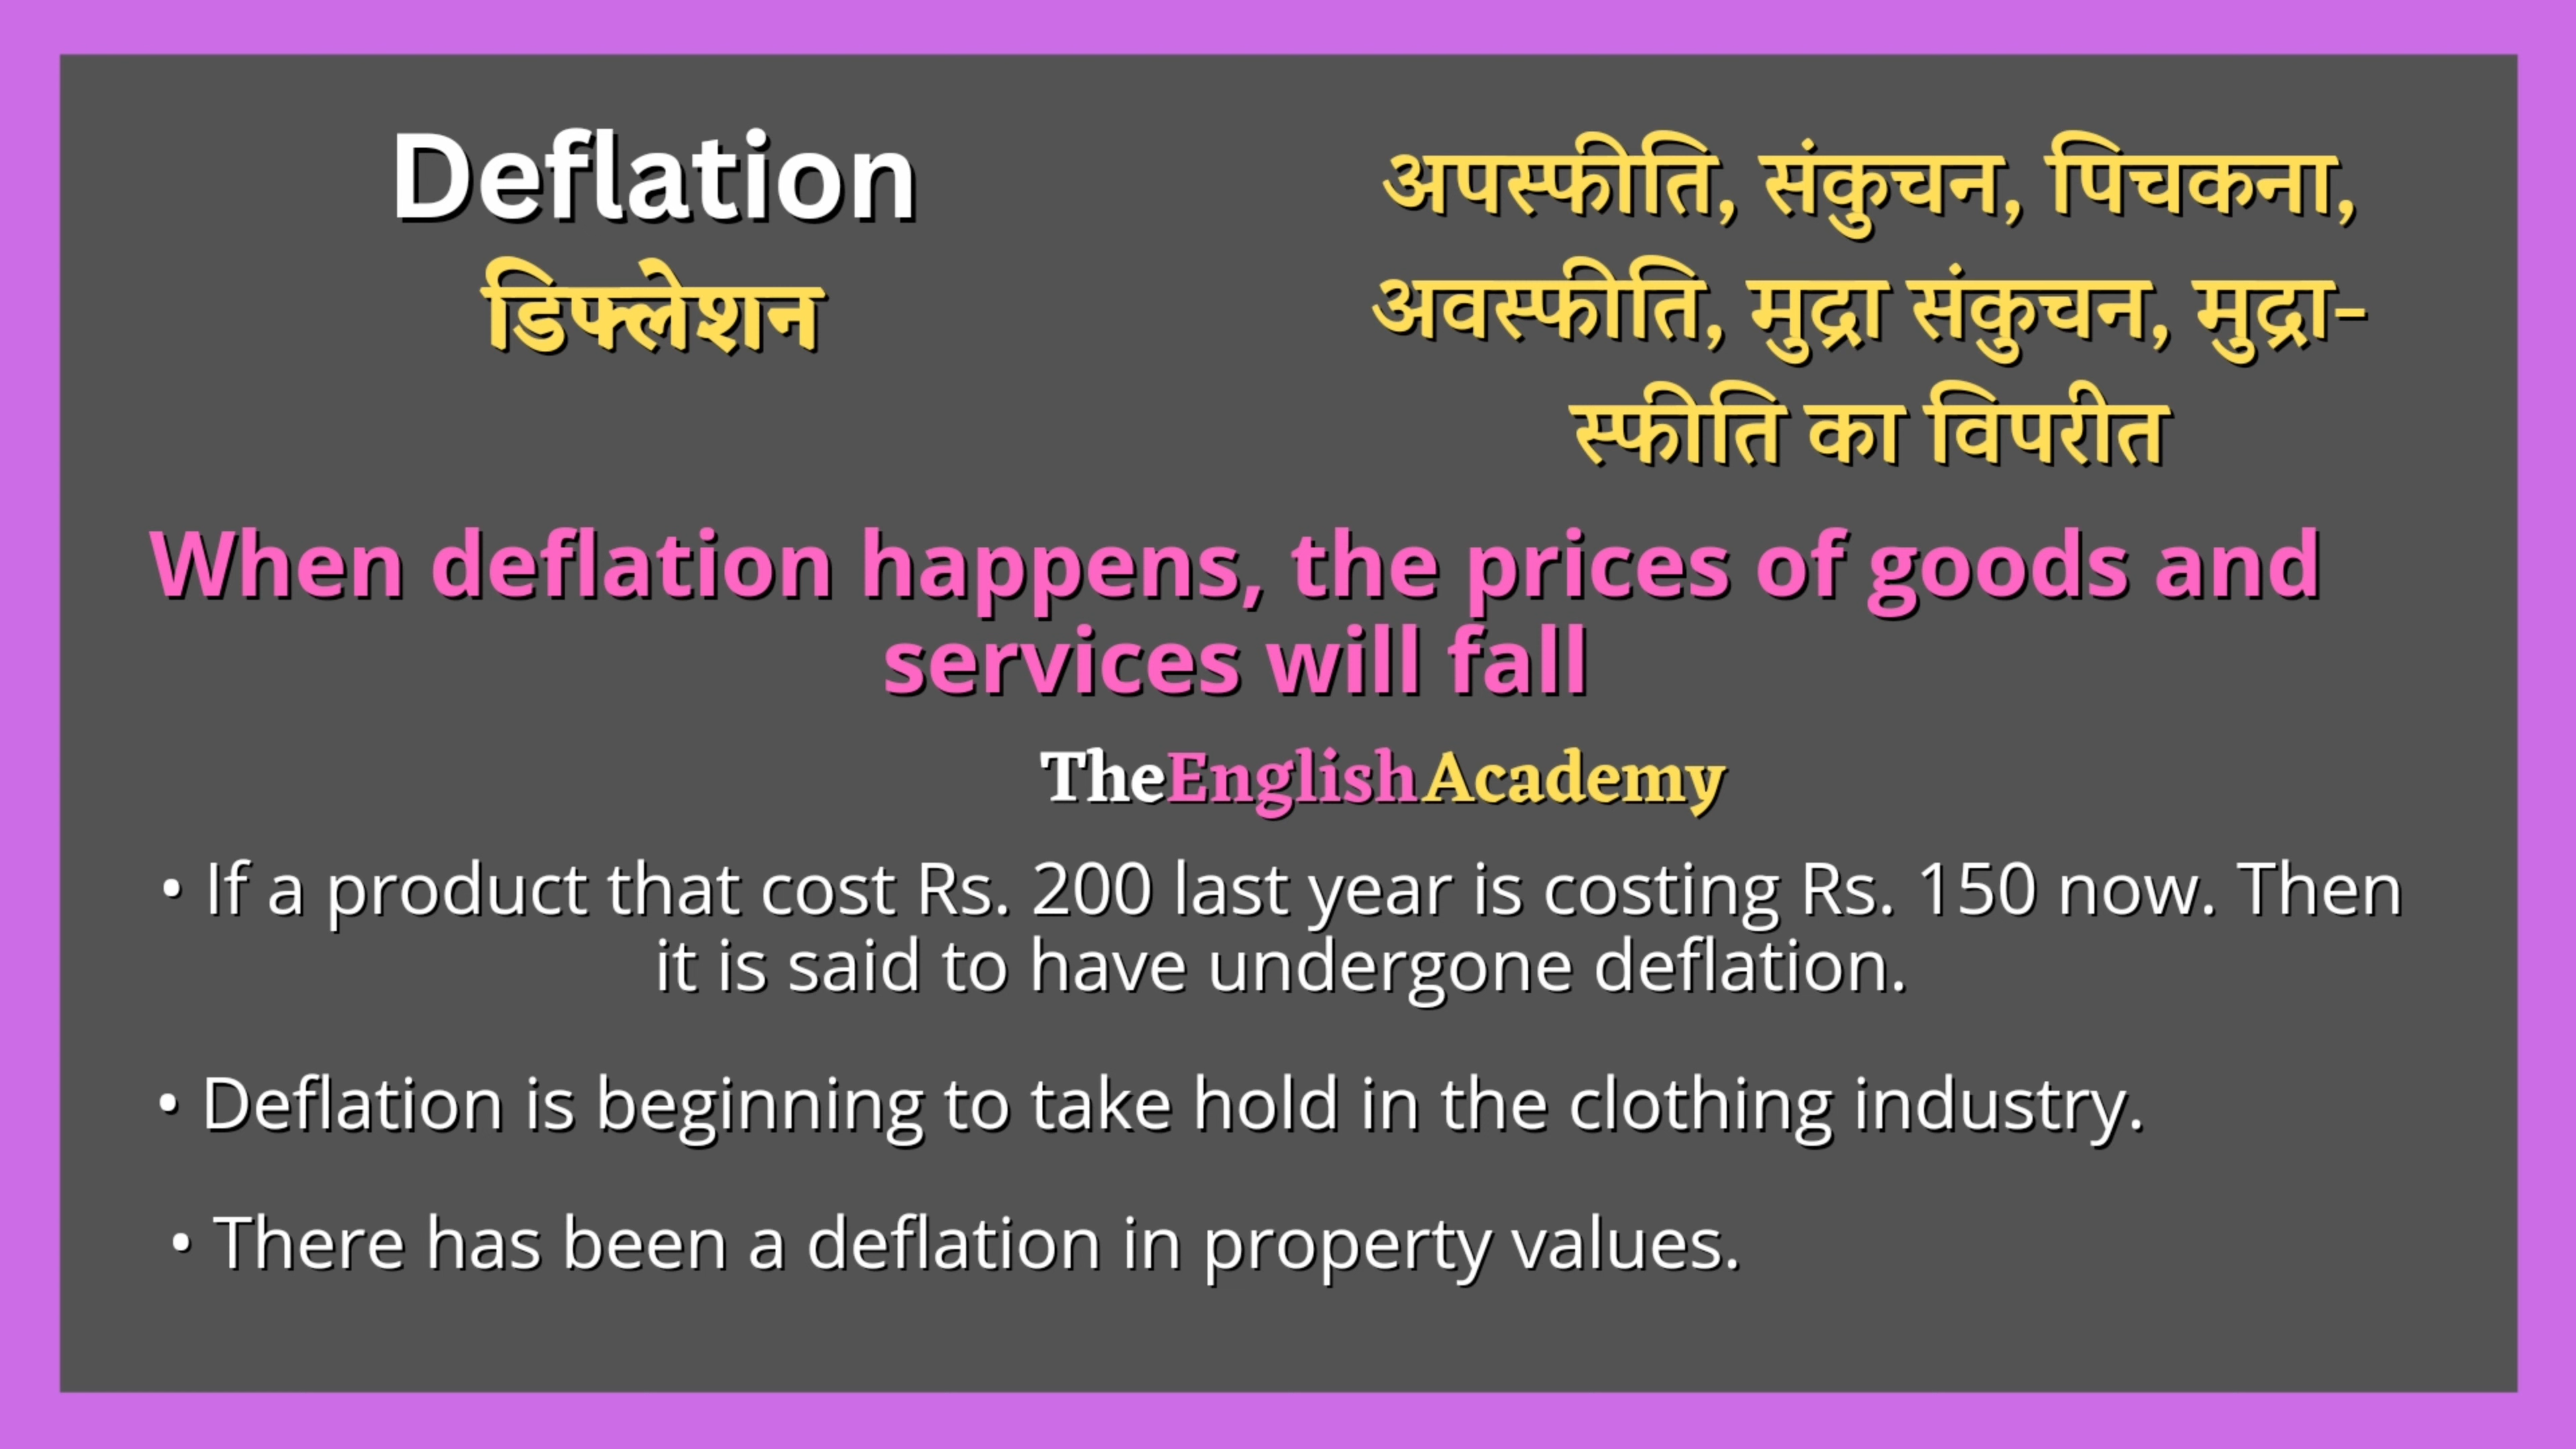 Deflation
डिफ्लेशन
अपस्फीति, संकुचन, पिचकना,
अवस्फीति, मुद्रा संकुचन, मुद्रा-
स्फीति का विपरीत
When deflation happens, the prices of goods and
services will fall
TheEnglishAcademy
• If a product that cost Rs. 200 last year is costing Rs. 150 now. Then
it is said to have undergone deflation.
• Deflation is beginning to take hold in the clothing industry.
• There has been a deflation in property values.